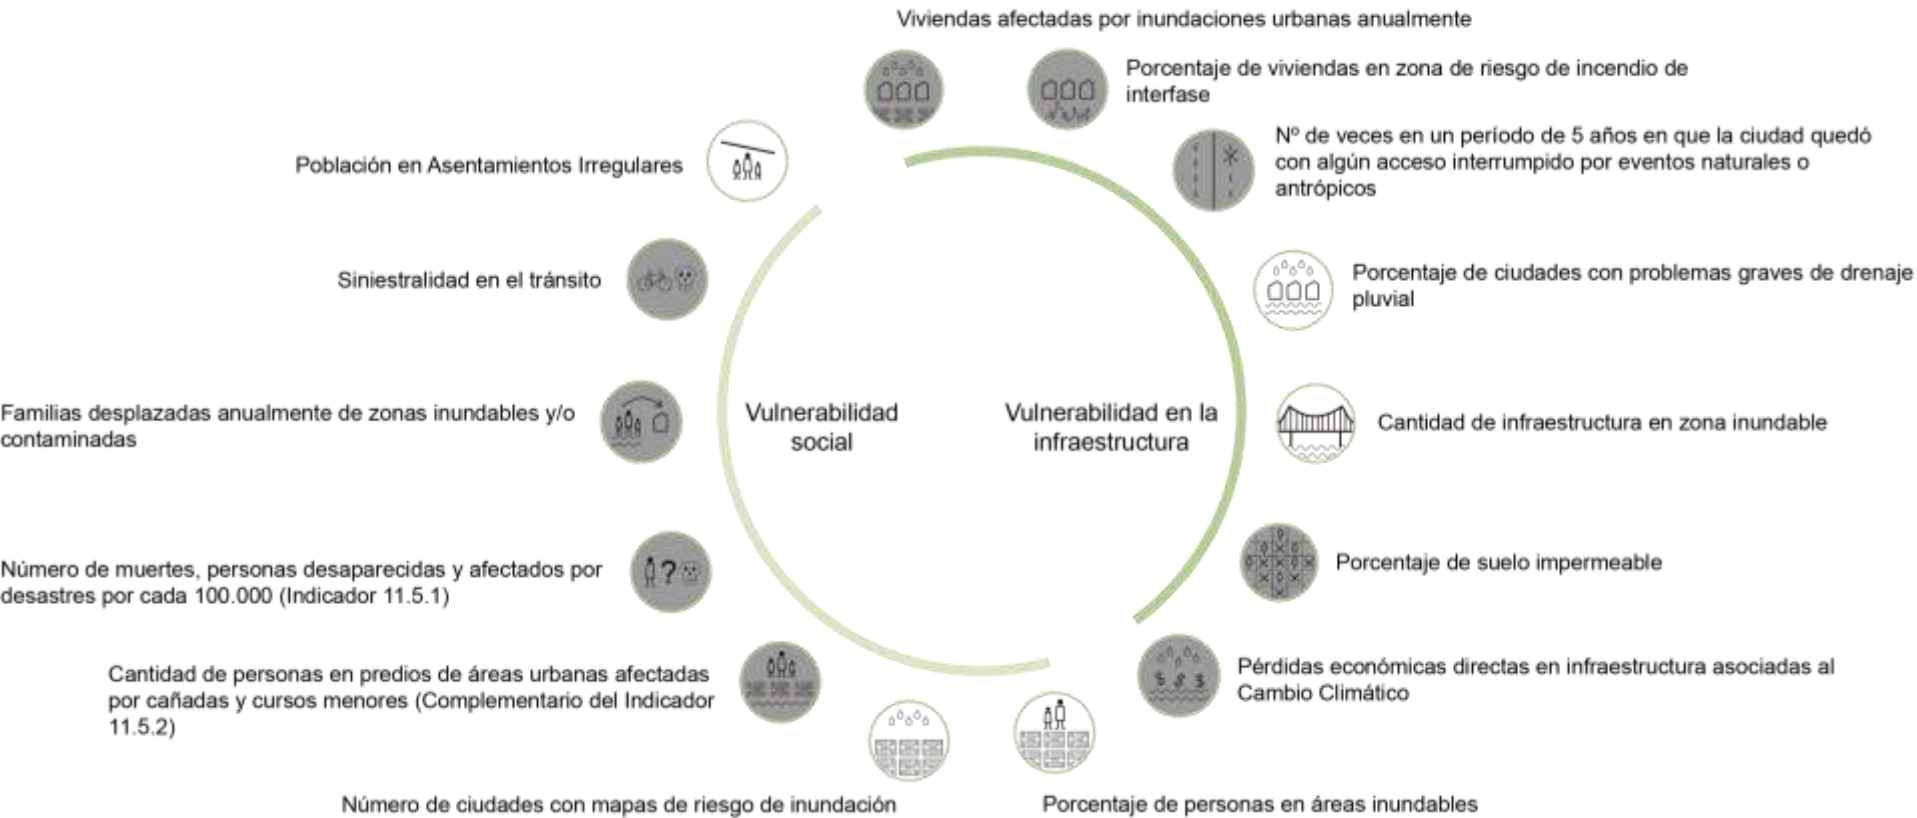 Viviendas afectadas por inundaciones urbanas anualmente
Porcentaje de viviendas en zona de riesgo de incendio de
interfase
Nº de veces en un período de 5 años en que la ciudad quedó
con algún acceso interrumpido por eventos naturales o
antrópicos
Porcentaje de ciudades con problemas graves de drenaje
pluvial
Cantidad de infraestructura en zona inundable
Porcentaje de suelo impermeable
Pérdidas económicas directas en infraestructura asociadas al
Cambio Climático
Vulnerabilidad en la
infraestructura
Vulnerabilidad
social
Población en Asentamientos Irregulares
Siniestralidad en el tránsito
Familias desplazadas anualmente de zonas inundables y/o
contaminadas
Número de muertes, personas desaparecidas y afectados por
desastres por cada 100.000 (Indicador 11.5.1)
?
Cantidad de personas en predios de áreas urbanas afectadas
por cañadas y cursos menores (Complementario del Indicador
11.5.2)
Número de ciudades con mapas de riesgo de inundación
Porcentaje de personas en áreas inundables
$ $ $